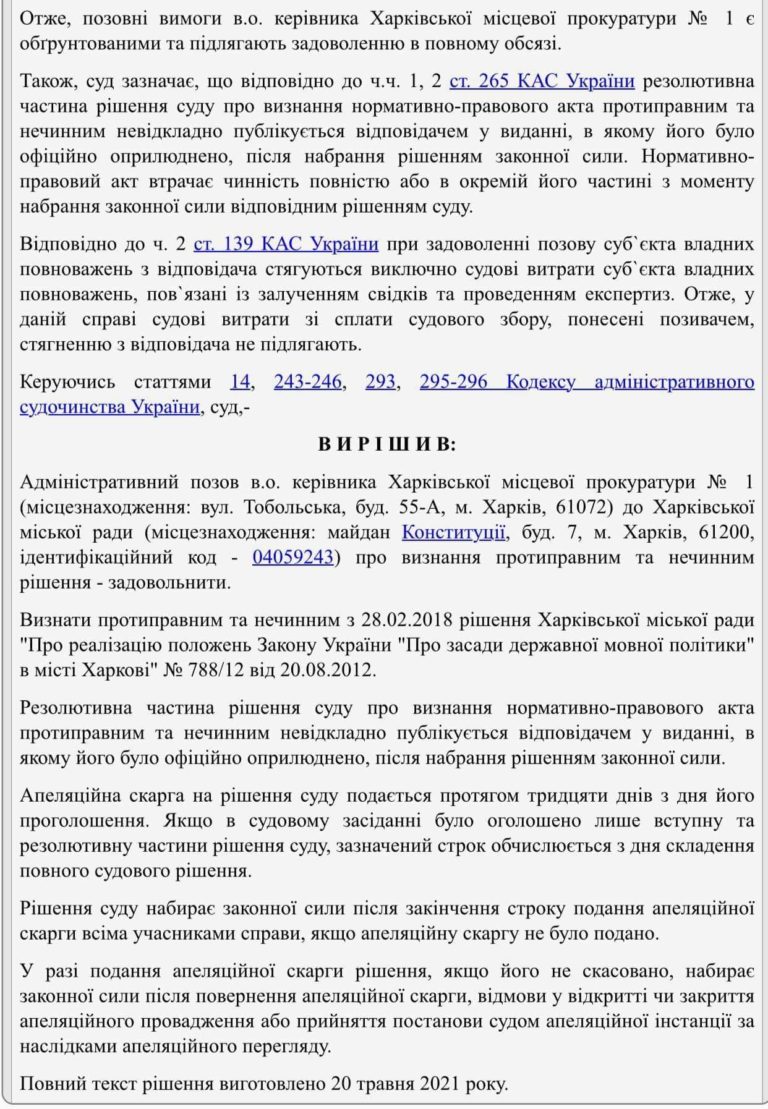 Отже, позовні вимоги в.о. керівника Харківської місцевої прокуратури № 1 є
обґрунтованими та підлягають задоволенню в повному обсязі.
Також, суд зазначає, що відповідно до ч.ч. 1, 2 ст. 265 КАС України резолютивна
частина рішення суду про визнання нормативно-правового акта протиправним та
нечинним невідкладно публікується відповідачем у виданні, в якому його було
офіційно оприлюднено, після набрання рішенням законної сили. Нормативно-
правовий акт втрачає чинність повністю або в окремій його частині з моменту
набрання законної сили відповідним рішенням суду.
Відповідно до ч. 2 ст. 139 КАС України при задоволенні позову суб`єкта владних
повноважень з відповідача стягуються виключно судові витрати суб`єкта владних
повноважень, пов`язані із залученням свідків та проведенням експертиз. Отже, у
даній справі судові витрати зі сплати судового збору, понесені позивачем,
стягненню з відповідача не підлягають.
Керуючись статтями 14, 243-246, 293, 295-296 Кодексу адміністративного
судочинства України, суд,-
В И Р І Ш И В:
Адміністративний позов в.о. керівника Харківської місцевої прокуратури № 1
(місцезнаходження: вул. Тобольська, буд. 55-А, м. Харків, 61072) до Харківської
міської ради (місцезнаходження: майдан Конституції, буд. 7, м. Харків, 61200,
ідентифікаційний код - 04059243) про визнання протиправним та нечинним
рішення - задовольнити.
Визнати протиправним та нечинним з 28.02.2018 рішення Харківської міської ради
"Про реалізацію положень Закону України "Про засади державної мовної політики"
в місті Харкові" № 788/12 від 20.08.2012.
Резолютивна частина рішення суду про визнання нормативно-правового акта
протиправним та нечинним невідкладно публікується відповідачем у виданні, в
якому його було офіційно оприлюднено, після набрання рішенням законної сили.
Апеляційна скарга на рішення суду подається протягом тридцяти днів з дня його
проголошення. Якщо в судовому засіданні було оголошено лише вступну та
резолютивну частини рішення суду, зазначений строк обчислюється з дня складення
повного судового рішення.
Рішення суду набирає законної сили після закінчення строку подання апеляційної
скарги всіма учасниками справи, якщо апеляційну скаргу не було подано.
У разі подання апеляційної скарги рішення, якщо його не скасовано, набирає
законної сили після повернення апеляційної скарги, відмови у відкритті чи закриття
апеляційного провадження або прийняття постанови судом апеляційної інстанції за
наслідками апеляційного перегляду.
Повний текст рішення виготовлено 20 травня 2021 року.